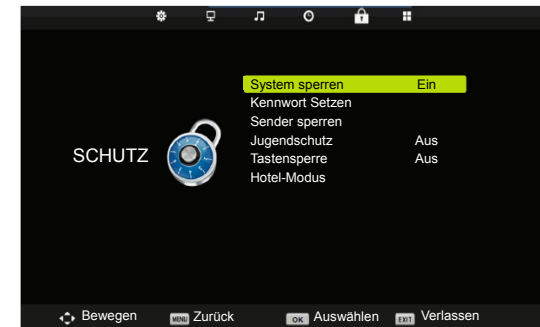 System sperren Ein
Kennwort Setzen
Sender sperren
Jugendschutz Aus
Tastensperre Aus
Hotel-Modus
SCHUTZ
Bewegen MENU Zurück OK Auswählen EXIT Verlassen